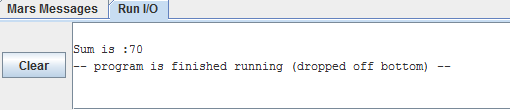 Mars Messages Run I/O
Sum is :70
Clear
-- program is finished running (dropped off bottom) --